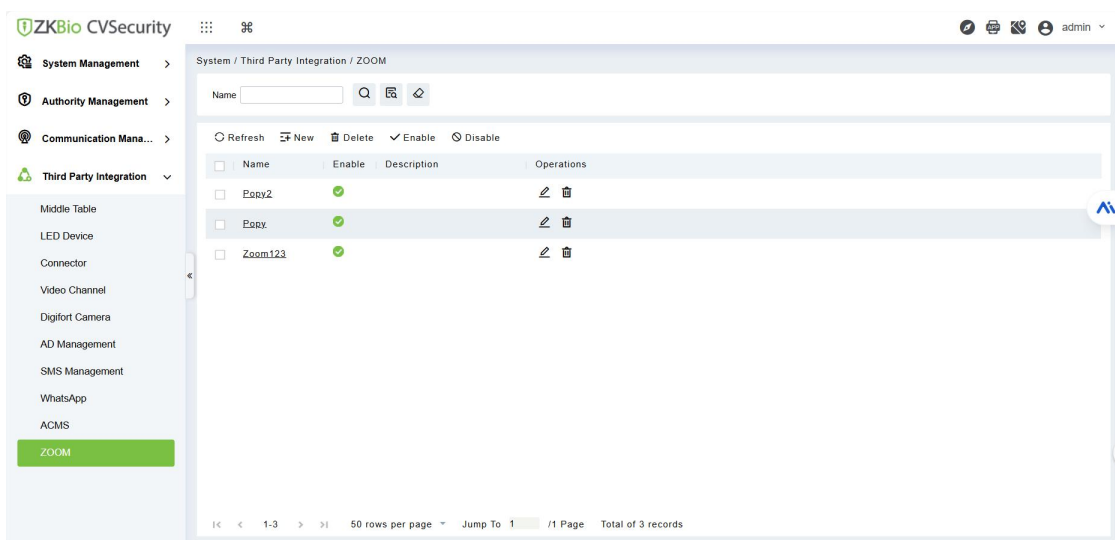 ZKBio CVSecurity
admin
System Management
Authority Management
Communication Mana...
Third Party Integration
Middle Table
LED Device
Connector
Video Channel
Digifort Camera
AD Management
SMS Management
WhatsApp
ACMS
ZOOM
System / Third Party Integration / ZOOM
Name
Refresh New Delete Enable Disable
Name Enable Description Operations
Popy2
Popy
Zoom123
1-3 50 rows per page Jump To 1 /1 Page Total of 3 records